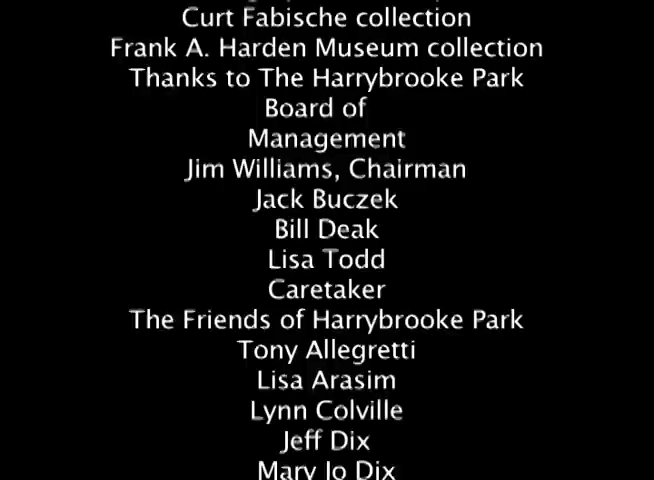 Curt Fabische collection
Frank A. Harden Museum collection
Thanks to The Harrybrooke Park
Board of
Management
Jim Williams, Chairman
Jack Buczek
Bill Deak
Lisa Todd
Caretaker
The Friends of Harrybrooke Park
Tony Allegretti
Lisa Arasim
Lynn Colville
Jeff Dix
Mary Jo Dix